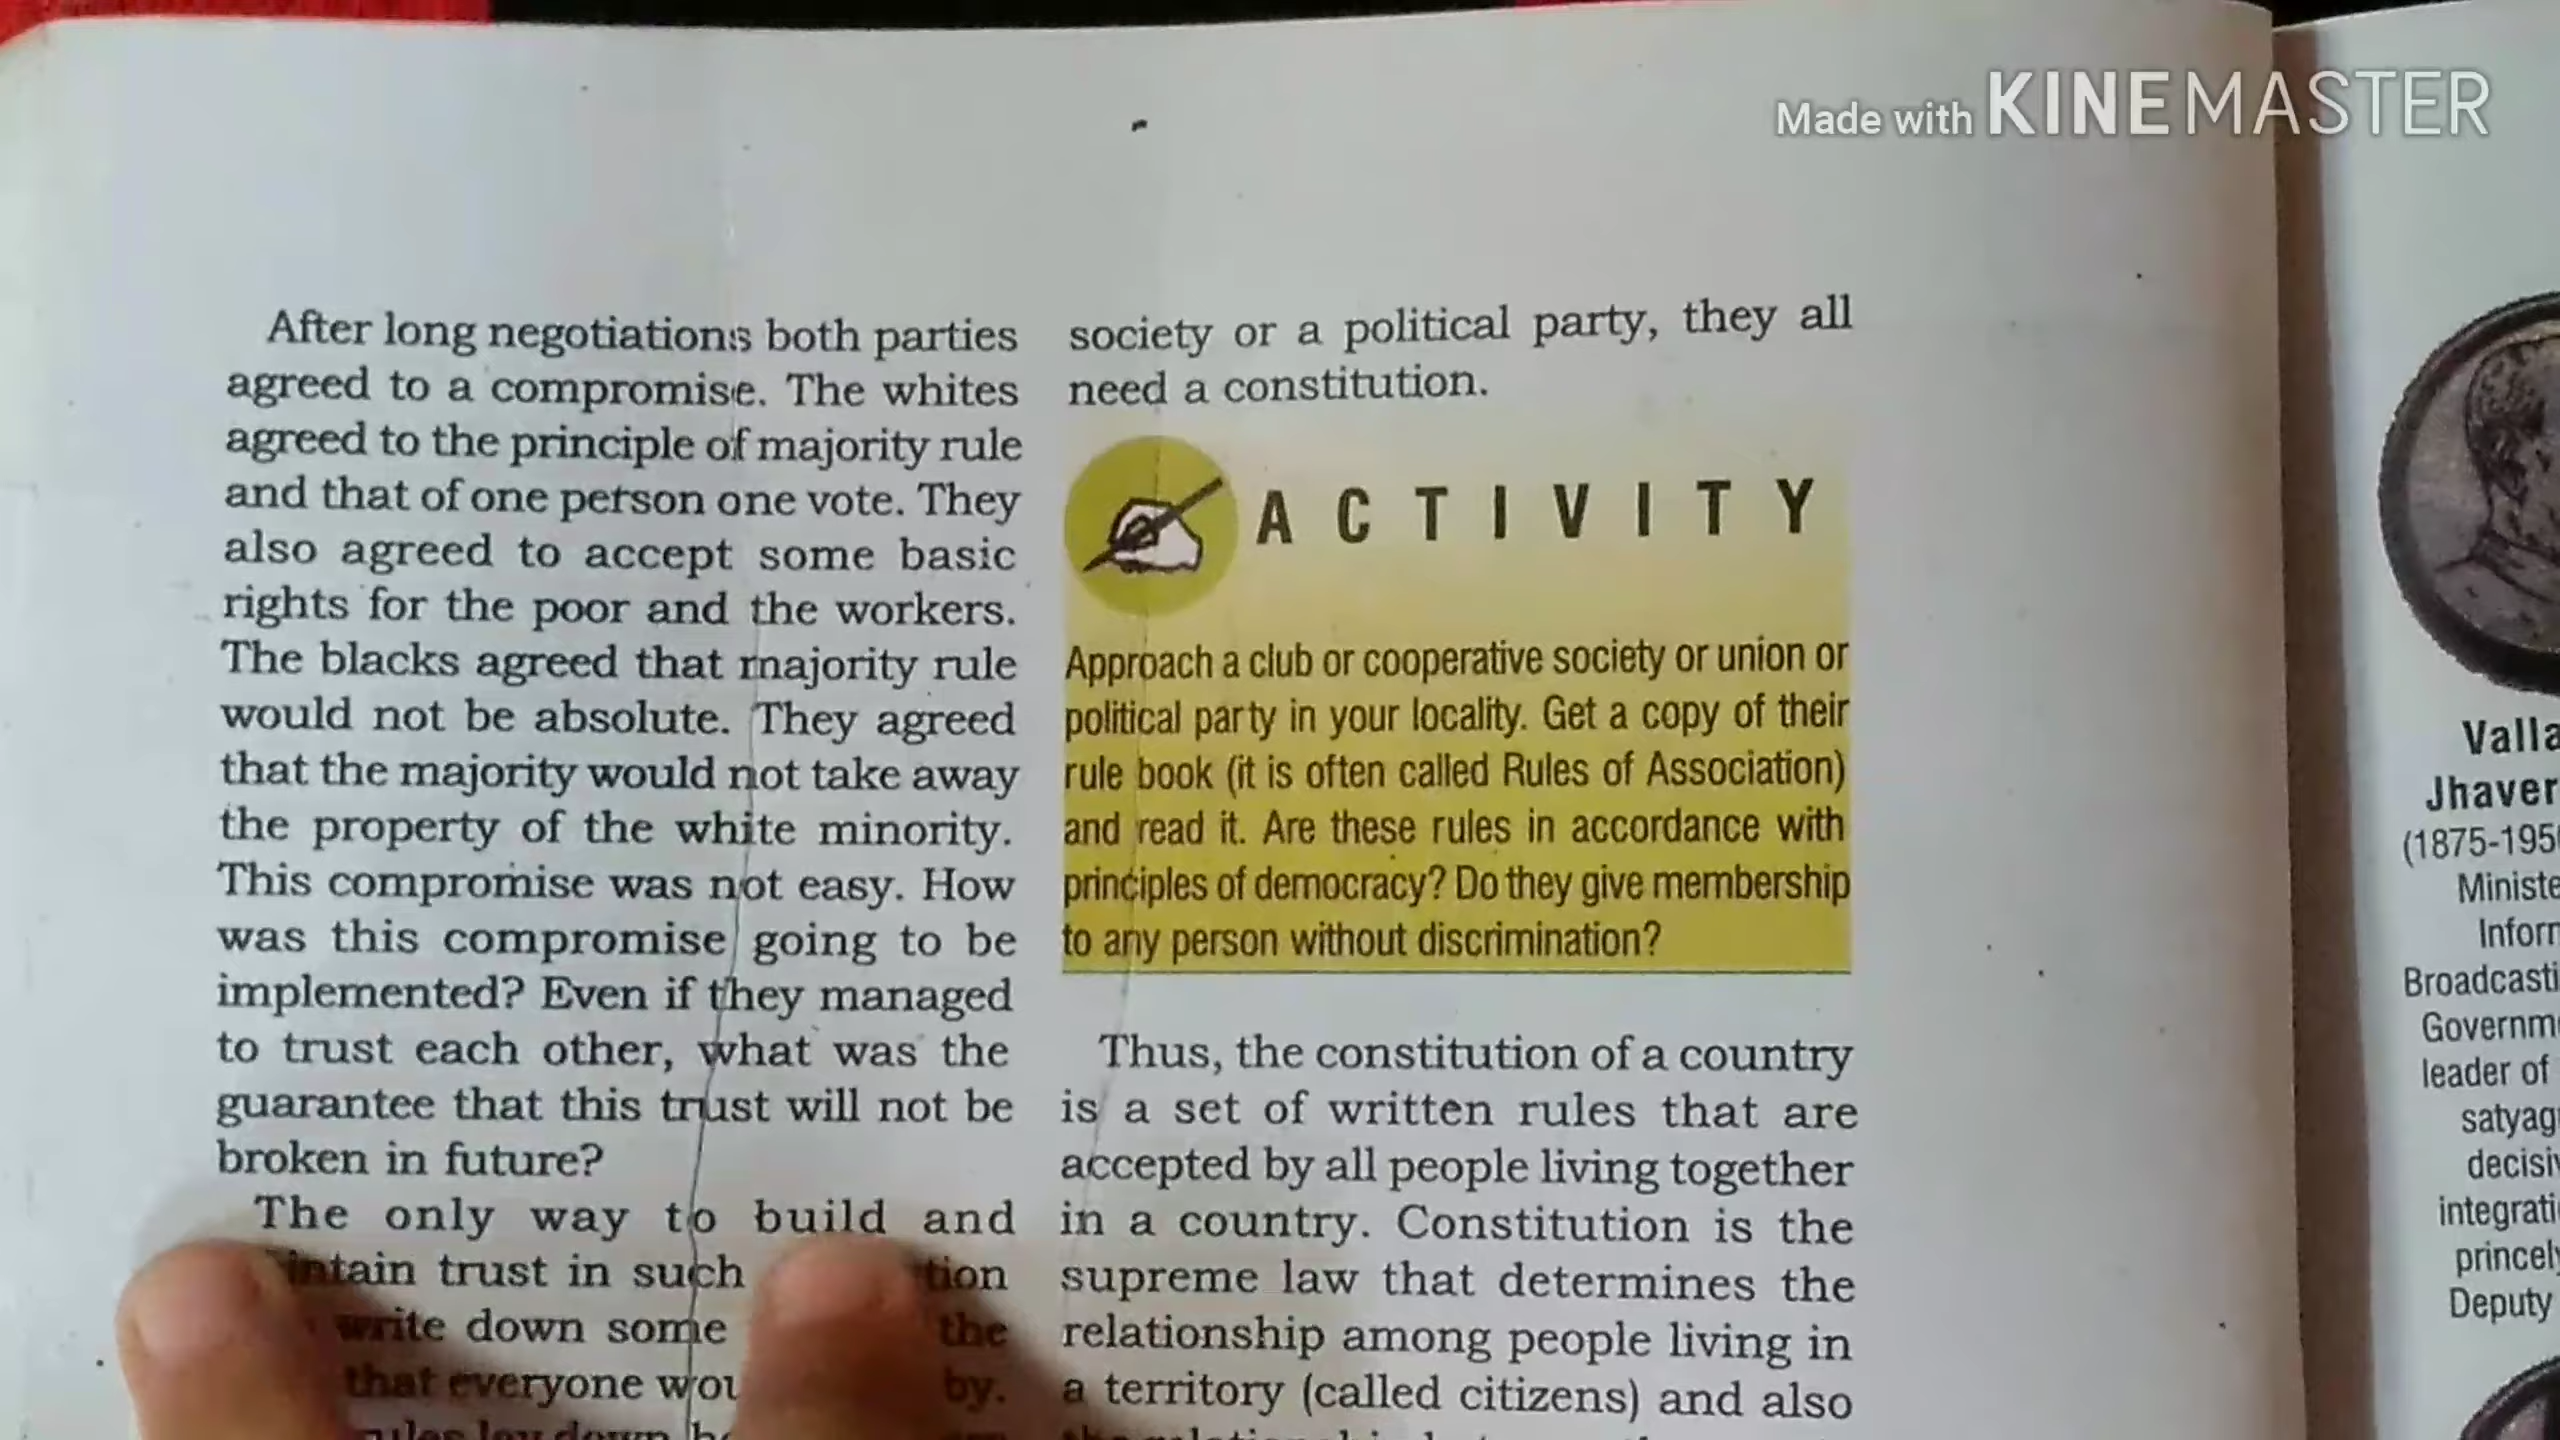 Made with KINEMASTER
After long negotiations both parties
agreed to a compromise. The whites
agreed to the principle of majority rule
and that of one person one vote. They
also agreed to accept some basic
rights for the poor and the workers.
The blacks agreed that majority rule
would not be absolute. They agreed
that the majority would not take away
the property of the white minority.
This compromise was not easy. How
was this compromise going to be
implemented? Even if they managed
to trust each other, what was the
guarantee that this trust will not be
broken in future?
The only way to build and
intain trust in such tion
write down some the
that everyone wou by.
society or a political party, they all
need a constitution.
ACTIVITY
Approach a club or cooperative society or union or
political party in your locality. Get a copy of their
rule book (it is often called Rules of Association)
and read it. Are these rules in accordance with
principles of democracy? Do they give membership
to any person without discrimination?
Thus, the constitution of a country
is a set of written rules that are
accepted by all people living together
in a country. Constitution is the
supreme law that determines the
relationship among people living in
a territory (called citizens) and also
Valla
Jhaver
(1875-195
Ministe
Inforr
Broadcasti
Governm
leader of
satyag
decisiv
integrati
princely
Deputy